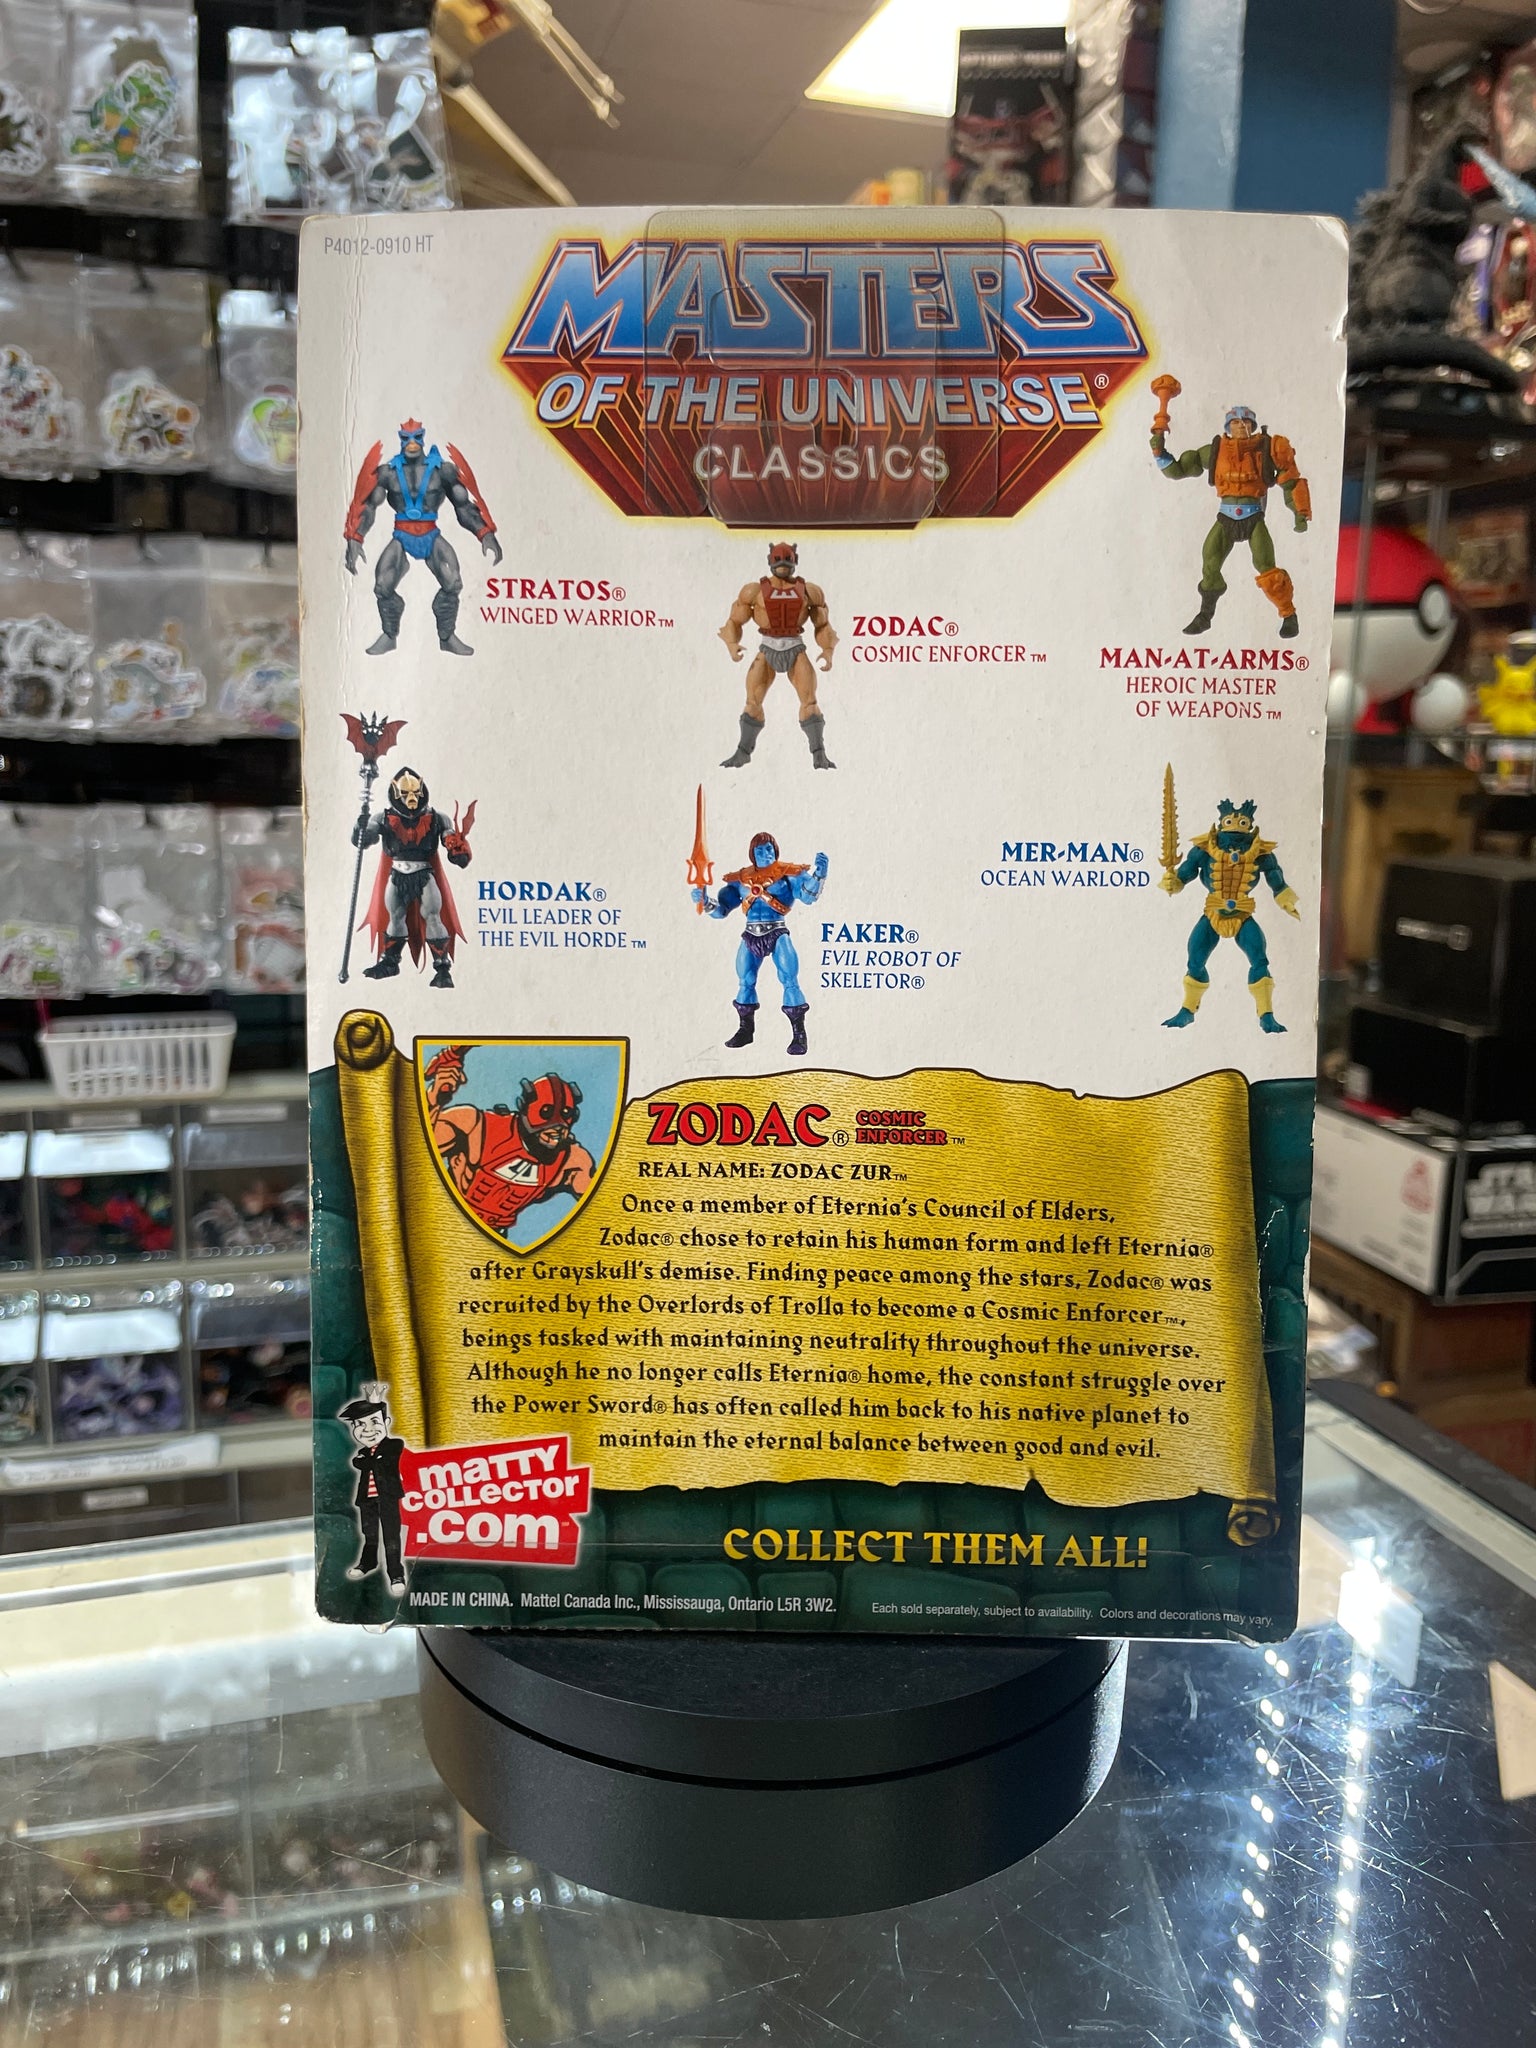 P4012-0910 HT
MASTERS
OF THE UNIVERSE®
CLASSICS
STRATOS®
WINGED WARRIOR™
ZODAC®
COSMIC ENFORCER™
MAN-AT-ARMS®
HEROIC MASTER
OF WEAPONS™
HORDAK®
EVIL LEADER OF
THE EVIL HORDE™
FAKER®
EVIL ROBOT OF
SKELETOR®
MER-MAN®
OCEAN WARLORD
ZODAC® COSMIC
ENFORCER™
REAL NAME: ZODAC ZUR™
Once a member of Eternia's Council of Elders,
Zodac® chose to retain his human form and left Eternia®
after Grayskull's demise. Finding peace among the stars, Zodac® was
recruited by the Overlords of Trolla to become a Cosmic Enforcer™,
beings tasked with maintaining neutrality throughout the universe.
Although he no longer calls Eternia® home, the constant struggle over
the Power Sword® has often called him back to his native planet to
maintain the eternal balance between good and evil.
maTTY
COLLECTOR
.com™
COLLECT THEM ALL!
MADE IN CHINA. Mattel Canada Inc., Mississauga, Ontario L5R 3W2.
Each sold separately, subject to availability. Colors and decorations may vary.
STAR
WARS